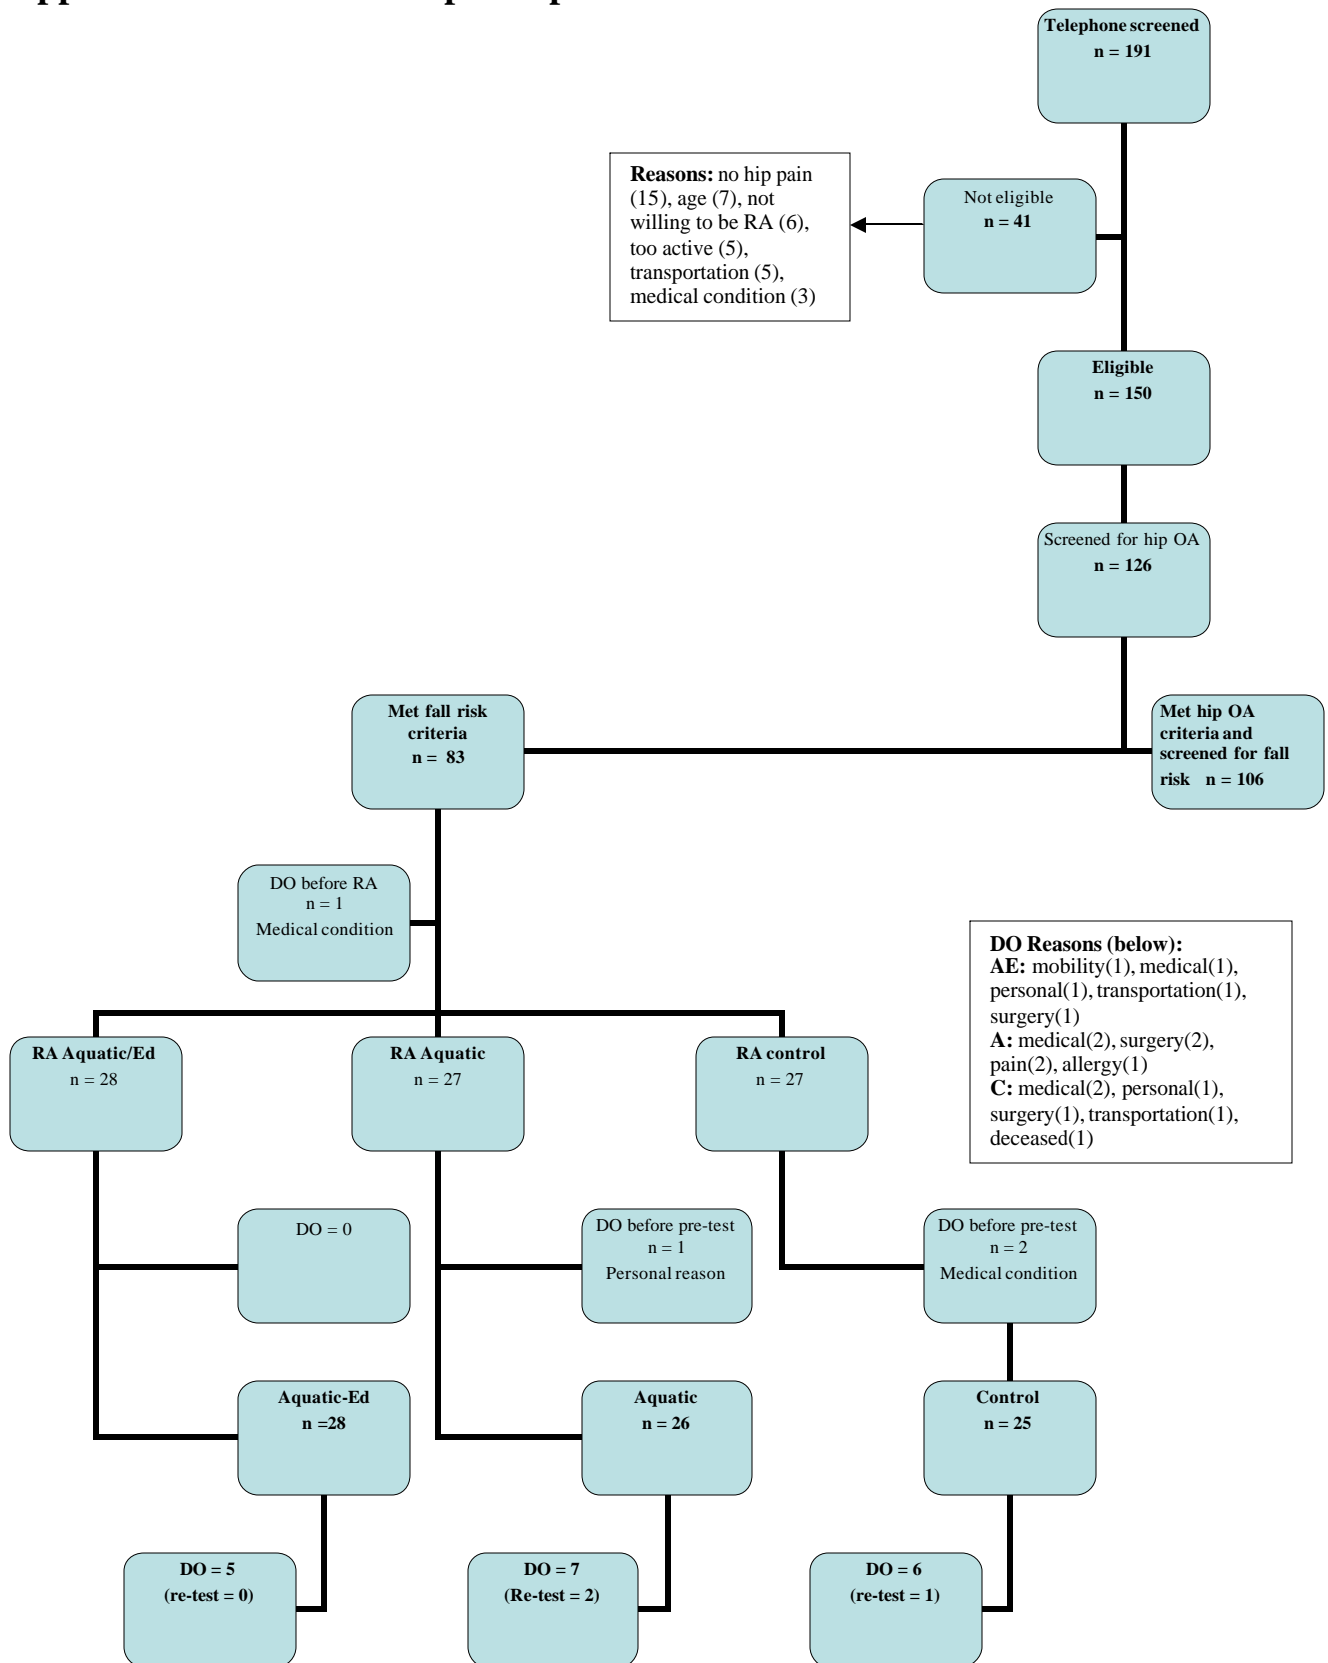 Telephone screened
n = 191
Reasons: no hip pain
(15), age (7), not
willing to be RA (6),
too active (5),
transportation (5),
medical condition (3)
Not eligible
n = 41
Eligible
n = 150
Screened for hip OA
n = 126
Met fall risk
criteria
n = 83
Met hip OA
criteria and
screened for fall
risk n = 106
DO before RA
n = 1
Medical condition
DO Reasons (below):
AE: mobility(1), medical(1),
personal(1), transportation(1),
surgery(1)
A: medical(2), surgery(2),
pain(2), allergy(1)
C: medical(2), personal(1),
surgery(1), transportation(1),
deceased(1)
RA Aquatic/Ed
n = 28
RA Aquatic
n = 27
RA control
n = 27
DO = 0
DO before pre-test
n = 1
Personal reason
DO before pre-test
n = 2
Medical condition
Aquatic-Ed
n =28
Aquatic
n = 26
Control
n = 25
DO = 5
(re-test = 0)
DO = 7
(Re-test = 2)
DO = 6
(re-test = 1)